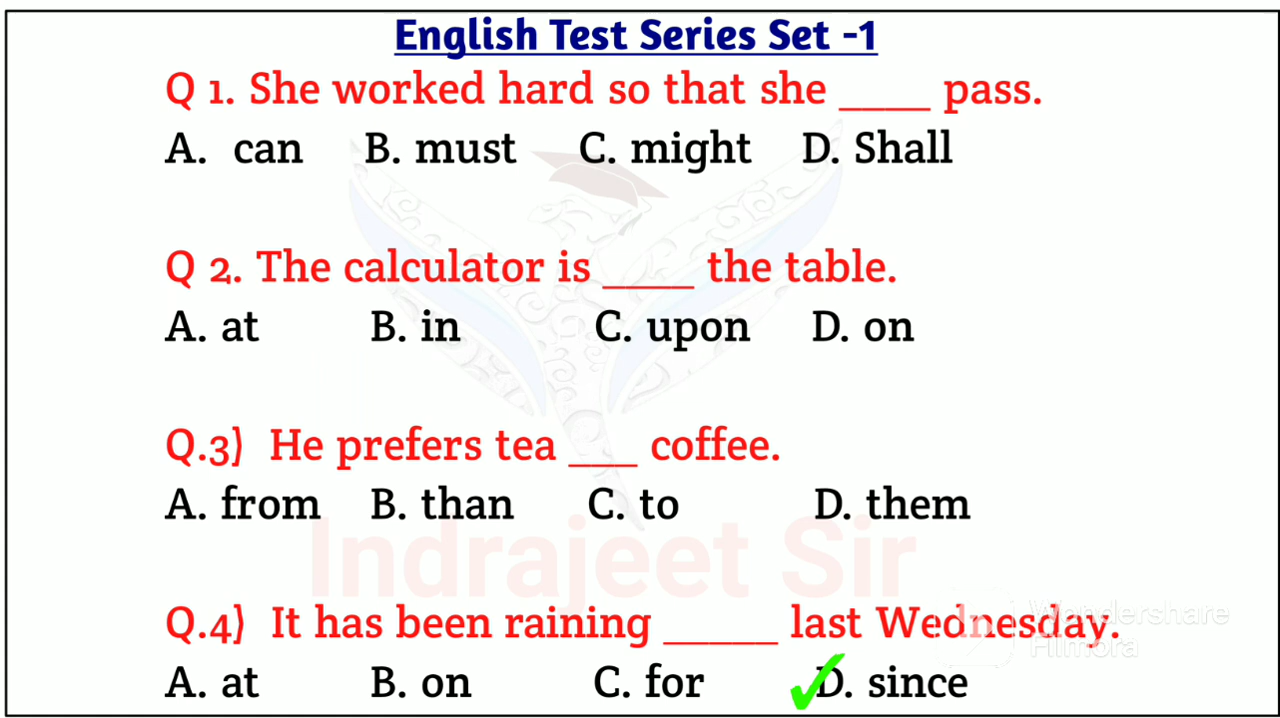 English Test Series Set -1
Q 1. She worked hard so that she ____ pass.
A. can B. must C. might D. Shall
Q 2. The calculator is ____ the table.
A. at B. in C. upon D. on
Q.3) He prefers tea ___ coffee.
A. from B. than C. to D. them
Indrajeet Sir
Q.4) It has been raining _____ last Wednesday.
Wondershare
Filmora
A. at B. on C. for D. since